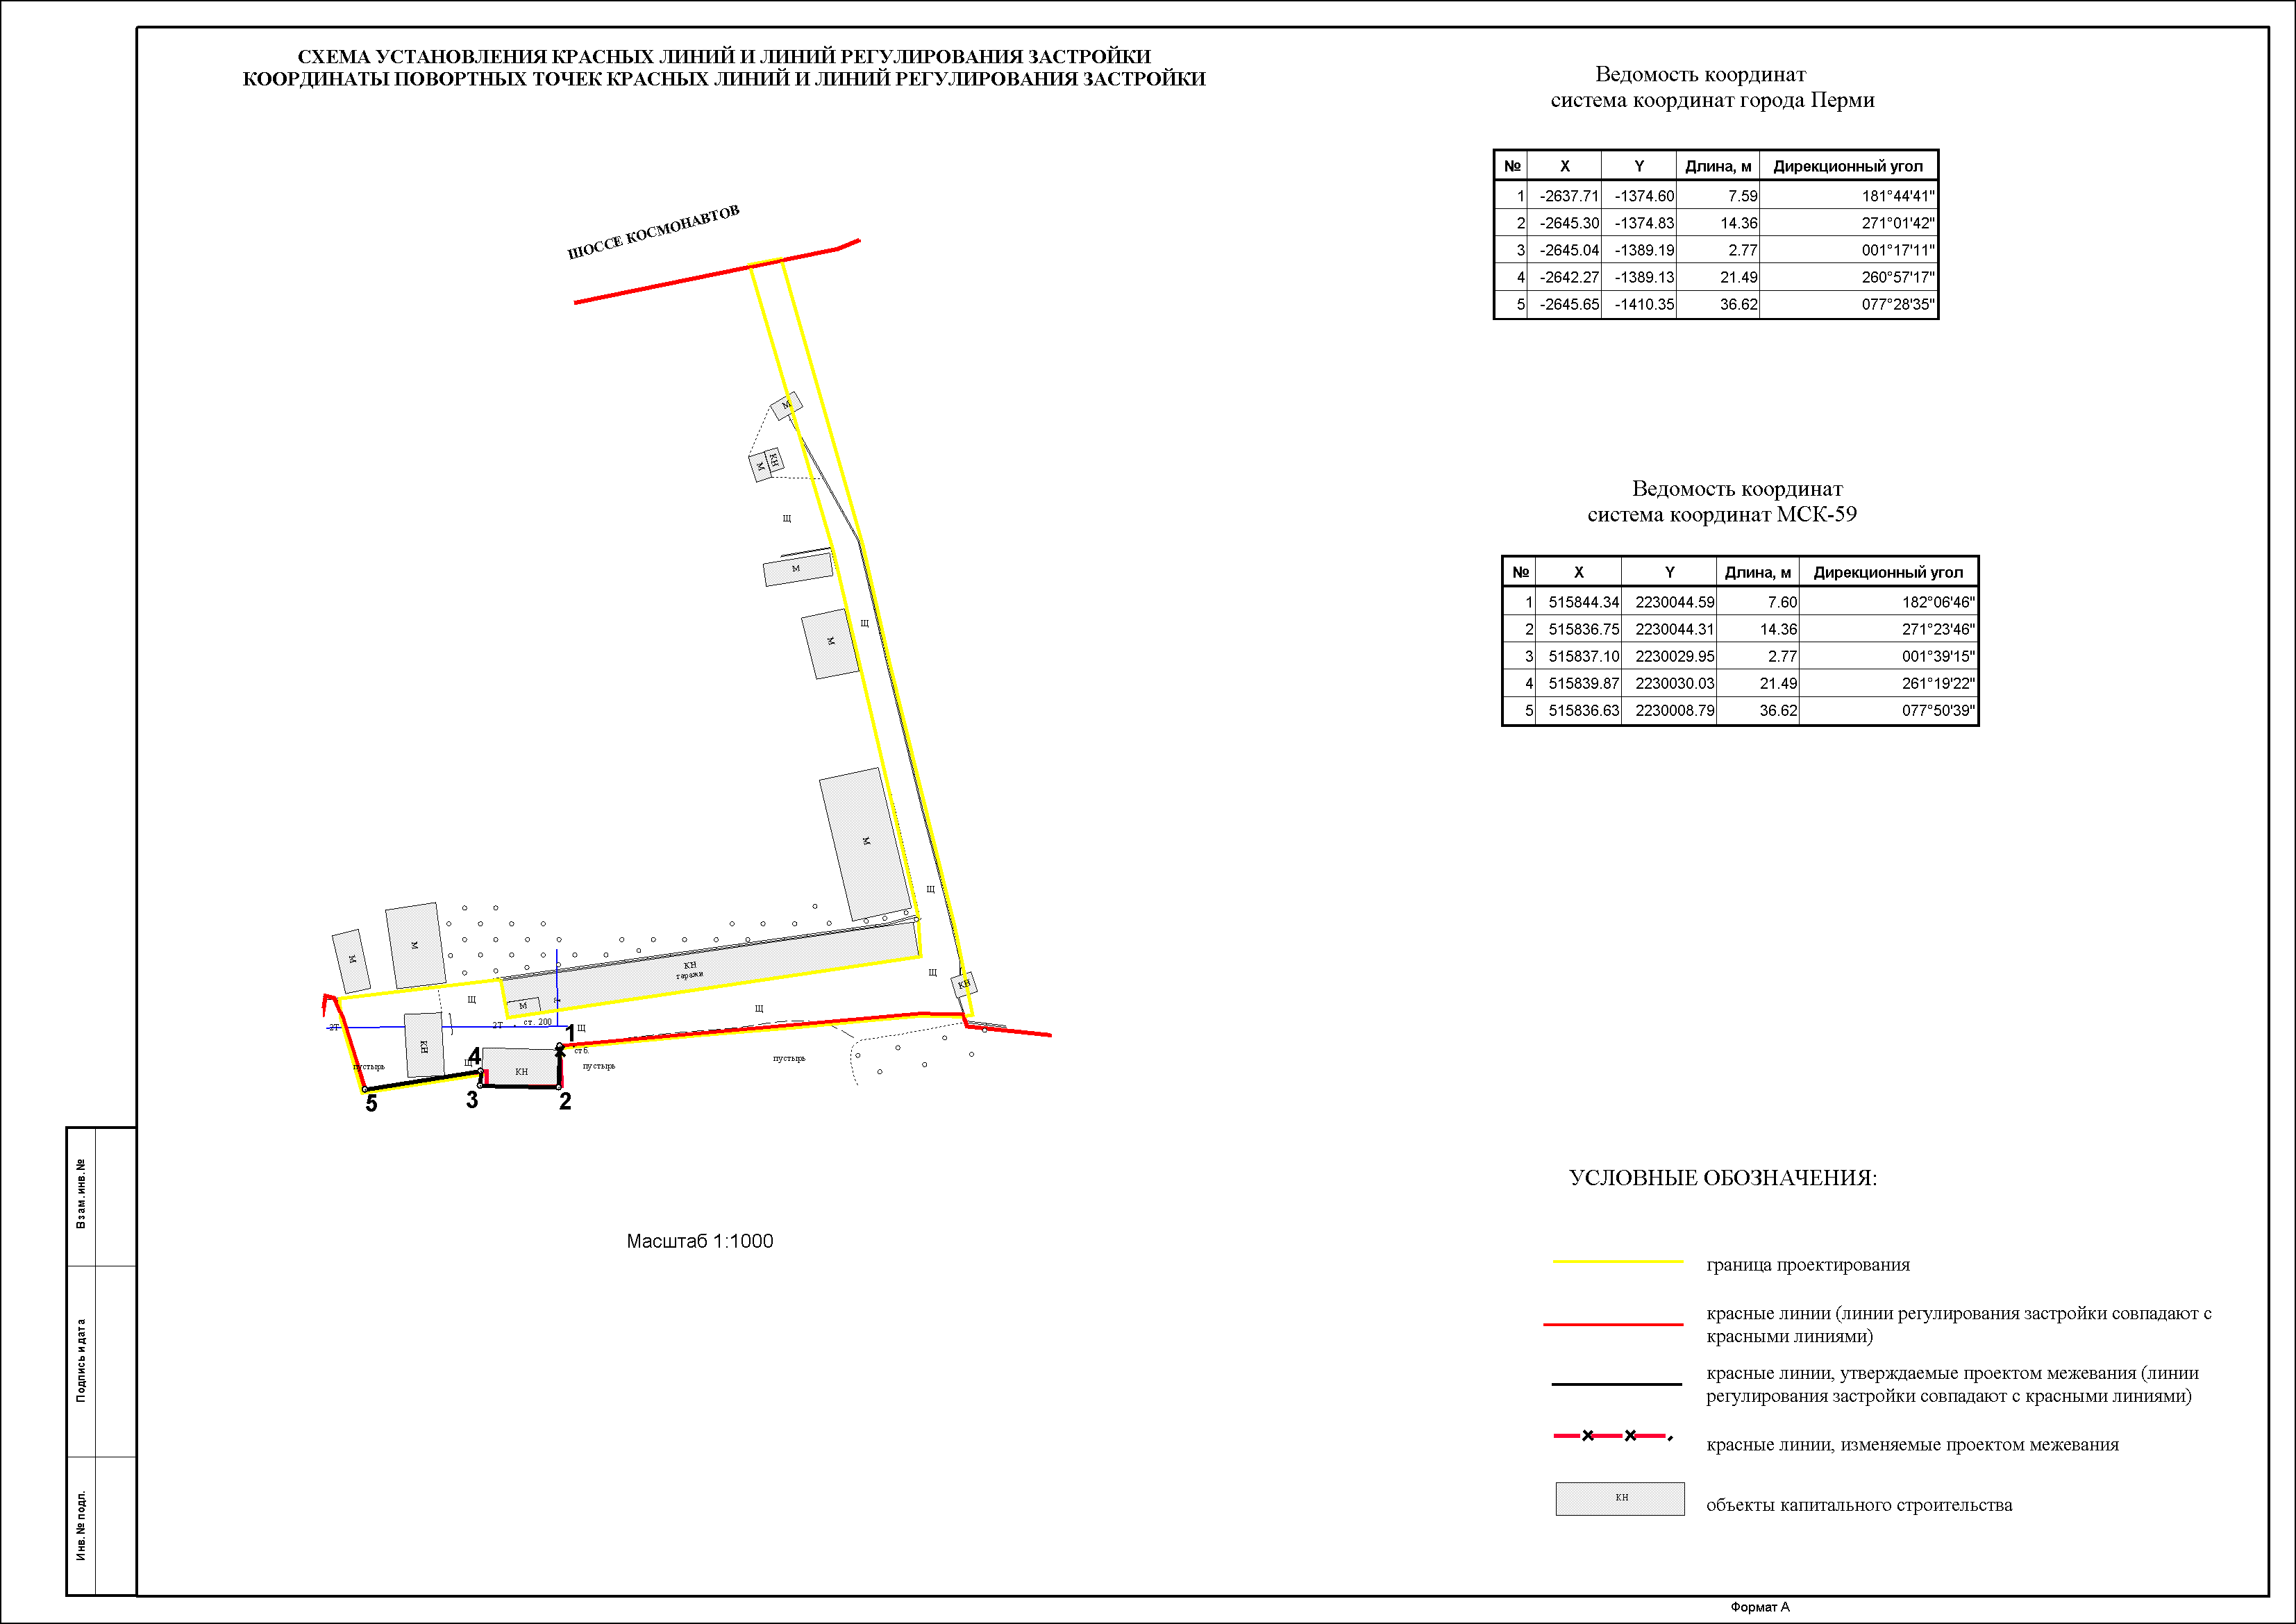 СХЕМА УСТАНОВЛЕНИЯ КРАСНЫХ ЛИНИЙ И ЛИНИЙ РЕГУЛИРОВАНИЯ ЗАСТРОЙКИ
КООРДИНАТЫ ПОВОРТНЫХ ТОЧЕК КРАСНЫХ ЛИНИЙ И ЛИНИЙ РЕГУЛИРОВАНИЯ ЗАСТРОЙКИ
Ведомость координат
система координат города Перми
№ X Y Длина, м Дирекционный угол
1 -2637.71 -1374.60 7.59 181°44'41"
2 -2645.30 -1374.83 14.36 271°01'42"
3 -2645.04 -1389.19 2.77 001°17'11"
4 -2642.27 -1389.13 21.49 260°57'17"
5 -2645.65 -1410.35 36.62 077°28'35"
Ведомость координат
система координат МСК-59
№ X Y Длина, м Дирекционный угол
1 515844.34 2230044.59 7.60 182°06'46"
2 515836.75 2230044.31 14.36 271°23'46"
3 515837.10 2230029.95 2.77 001°39'15"
4 515839.87 2230030.03 21.49 261°19'22"
5 515836.63 2230008.79 36.62 077°50'39"
ШОССЕ КОСМОНАВТОВ
М
КН
М
Щ
М
Щ
М
М
Щ
М
М
КН
гаражи
Щ
КН
Щ
М
Щ
2Т
2Т
ст. 200
1
Щ
стб.
КН
Щ
4
КН
пустырь
пустырь
пустырь
5
3
2
Масштаб 1:1000
УСЛОВНЫЕ ОБОЗНАЧЕНИЯ:
граница проектирования
красные линии (линии регулирования застройки совпадают с
красными линиями)
красные линии, утверждаемые проектом межевания (линии
регулирования застройки совпадают с красными линиями)
красные линии, изменяемые проектом межевания
КН
объекты капитального строительства
Взам. инв. №
Подпись и дата
Инв. № подл.
Формат А